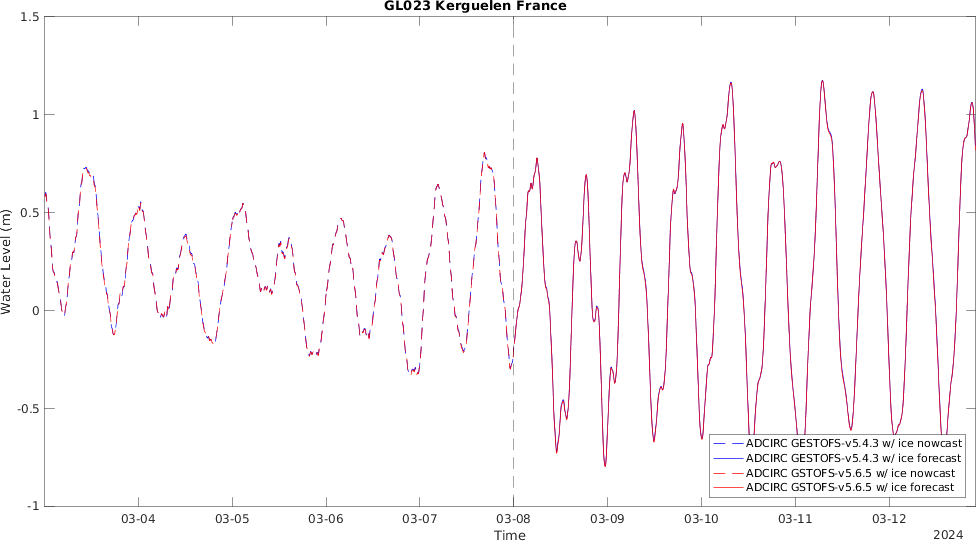 GL023 Kerguelen France
1.5
1
0.5
0
-0.5
-1
Water Level (m)
03-04 03-05 03-06 03-07 03-08 03-09 03-10 03-11 03-12
Time
2024
ADCIRC GESTOFS-v5.4.3 w/ ice nowcast
ADCIRC GESTOFS-v5.4.3 w/ ice forecast
ADCIRC GSTOFS-v5.6.5 w/ ice nowcast
ADCIRC GSTOFS-v5.6.5 w/ ice forecast